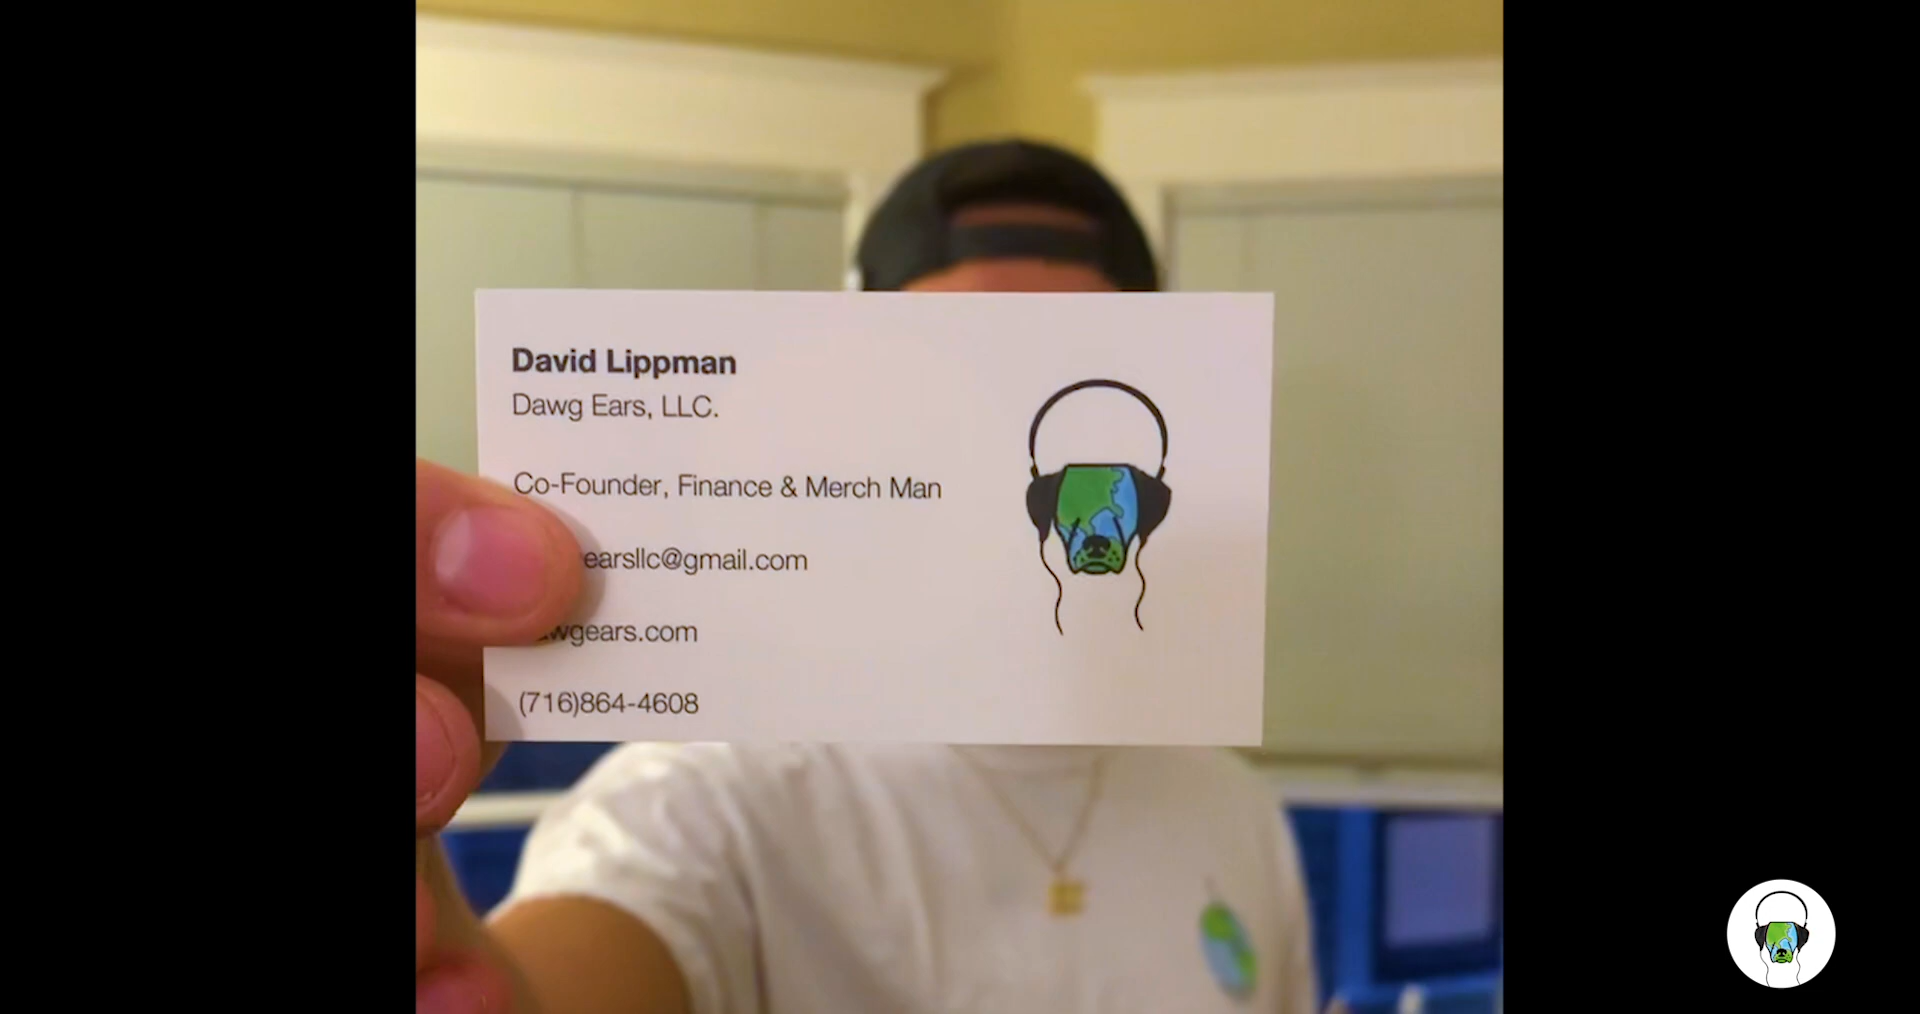 David Lippman
Dawg Ears, LLC.
Co-Founder, Finance & Merch Man
earsllc@gmail.com
wgears.com
(716)864-4608